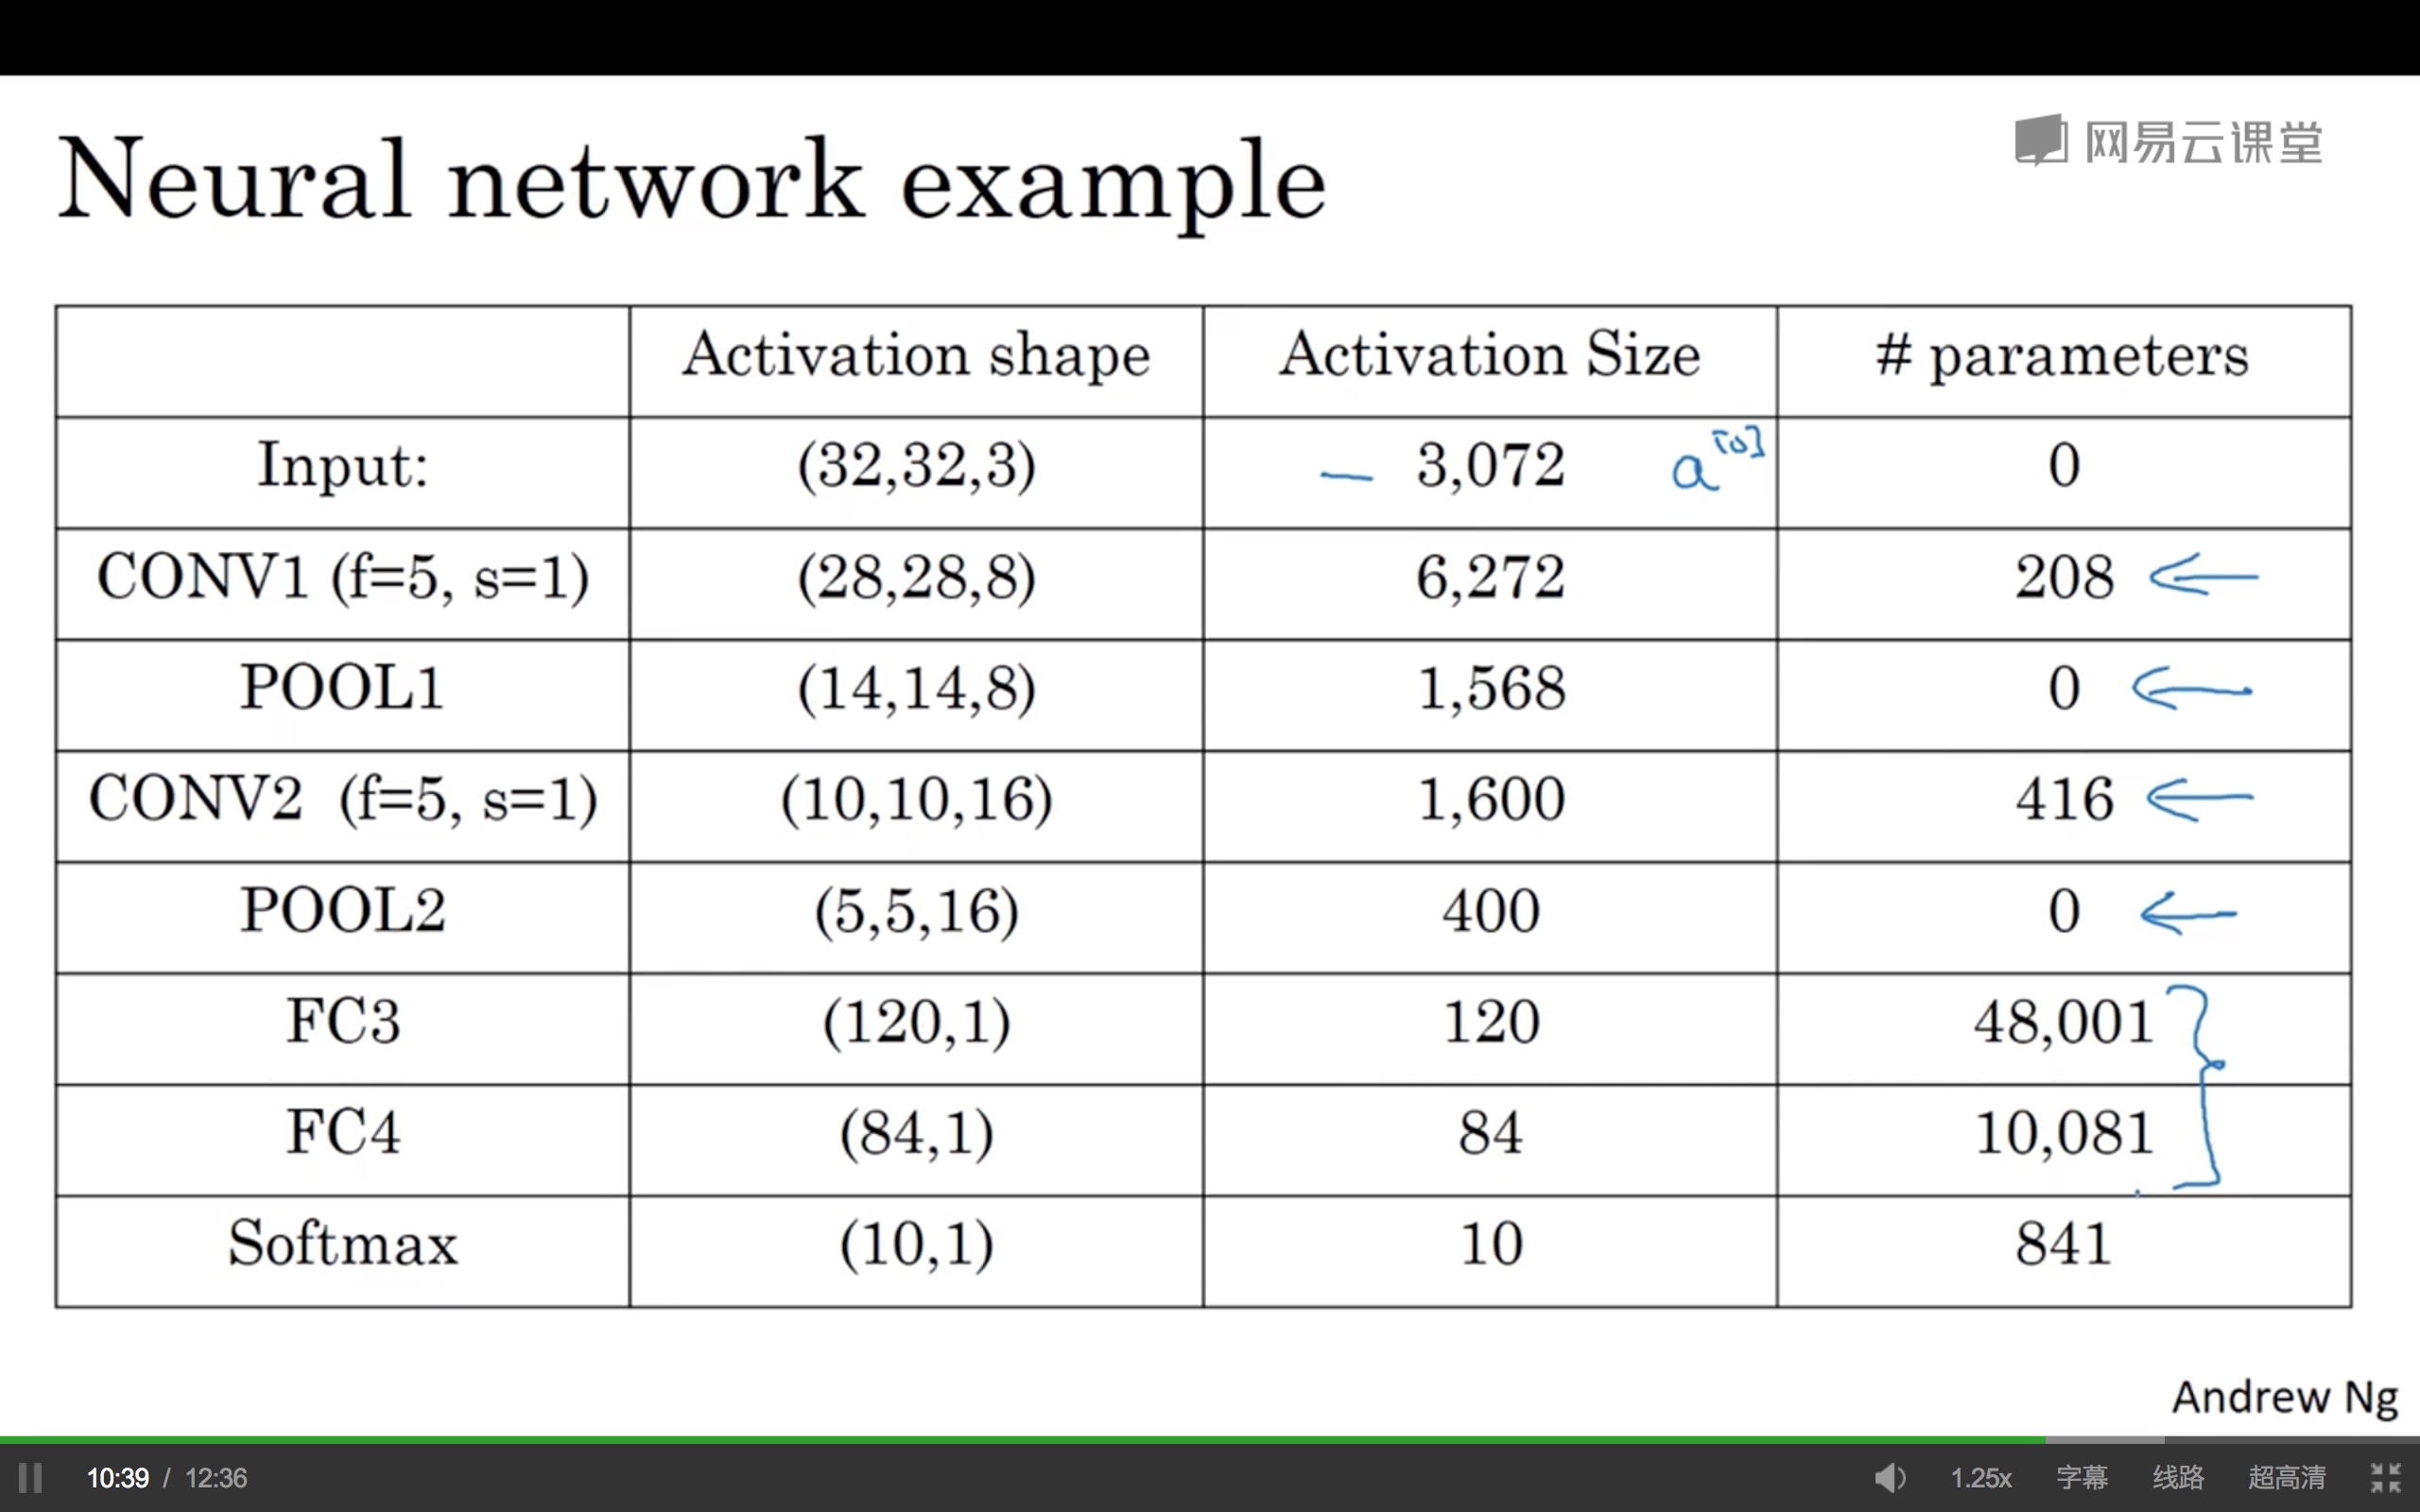 网易云课堂
Neural network example
Activation shape Activation Size # parameters
Input: (32,32,3) — 3,072 a[0] 0
CONV1 (f=5, s=1) (28,28,8) 6,272 208 ←
POOL1 (14,14,8) 1,568 0 ←
CONV2 (f=5, s=1) (10,10,16) 1,600 416 ←
POOL2 (5,5,16) 400 0 ←
FC3 (120,1) 120 48,001
FC4 (84,1) 84 10,081
Softmax (10,1) 10 841
Andrew Ng
10:39 / 12:36 1.25x 字幕 线路 超高清